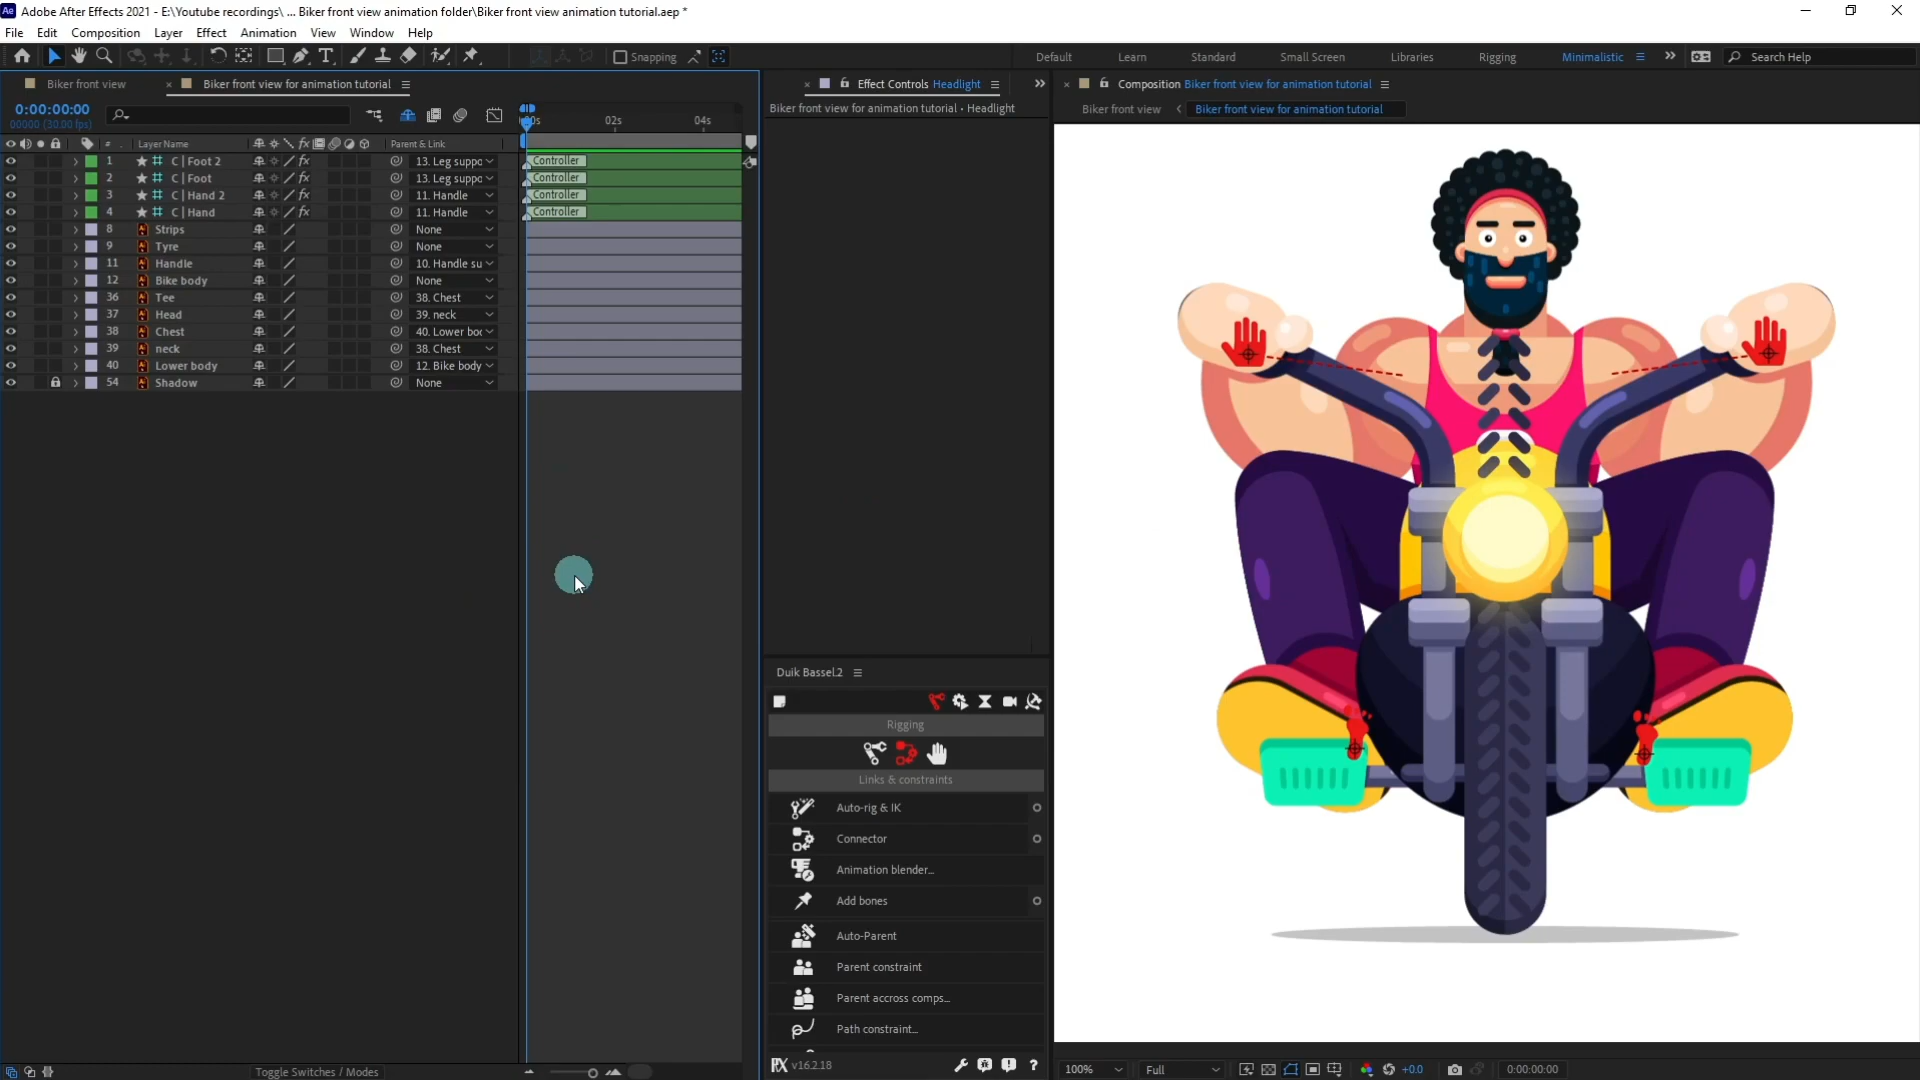 Ae Adobe After Effects 2021 - E:\Youtube recordings\ ... Biker front view animation folder\Biker front view animation tutorial.aep *
File Edit Composition Layer Effect Animation View Window Help
Snapping Default Learn Standard Small Screen Libraries Rigging Minimalistic Search Help
Biker front view × Biker front view for animation tutorial
Effect Controls Headlight
Composition Biker front view for animation tutorial
0:00:00:00
00000 (30.00 fps)
Biker front view for animation tutorial • Headlight
Biker front view < Biker front view for animation tutorial
02s 04s
# Layer Name Parent & Link
1 C | Foot 2 13. Leg suppo Controller
2 C | Foot 13. Leg suppo Controller
3 C | Hand 2 11. Handle Controller
4 C | Hand 11. Handle Controller
8 Strips None
9 Tyre None
11 Handle 10. Handle su
12 Bike body None
36 Tee 38. Chest
37 Head 39. neck
38 Chest 40. Lower boc
39 neck 38. Chest
40 Lower body 12. Bike body
54 Shadow None
Duik Bassel.2
Rigging
Links & constraints
Auto-rig & IK
Connector
Animation blender...
Add bones
Auto-Parent
Parent constraint
Parent accross comps...
Path constraint...
v16.2.18 ?
Toggle Switches / Modes
100% Full +0.0 0:00:00:00